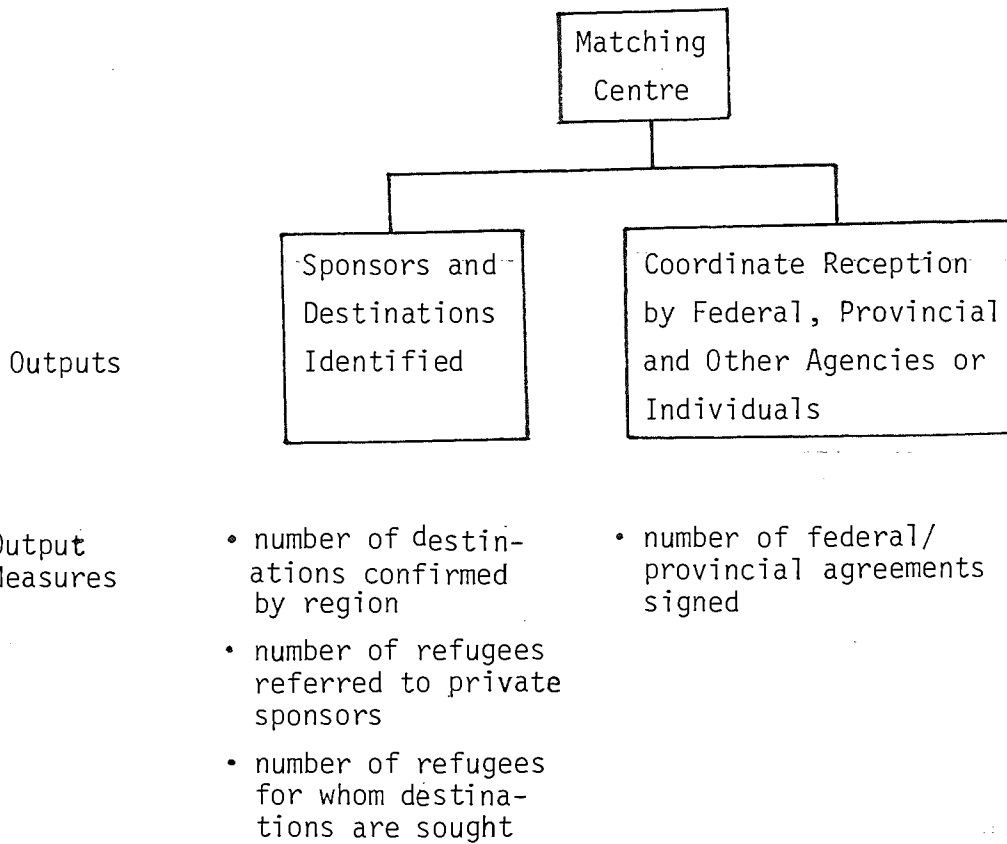 Matching
Centre
Sponsors and
Destinations
Identified
Coordinate Reception
by Federal, Provincial
and Other Agencies or
Individuals
Outputs
Output
Measures
• number of destin-
ations confirmed
by region
• number of refugees
referred to private
sponsors
• number of refugees
for whom destina-
tions are sought
• number of federal/
provincial agreements
signed